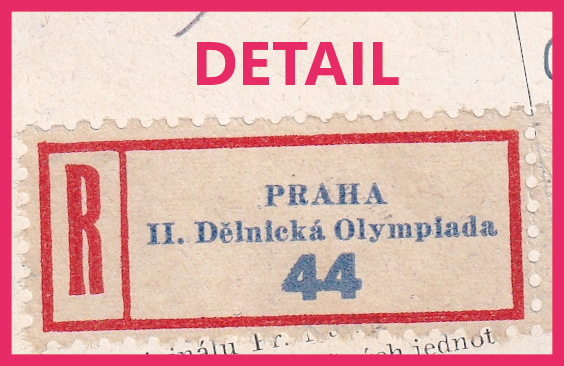 DETAIL
R
PRAHA
II. Dělnická Olympiada
44
jednot